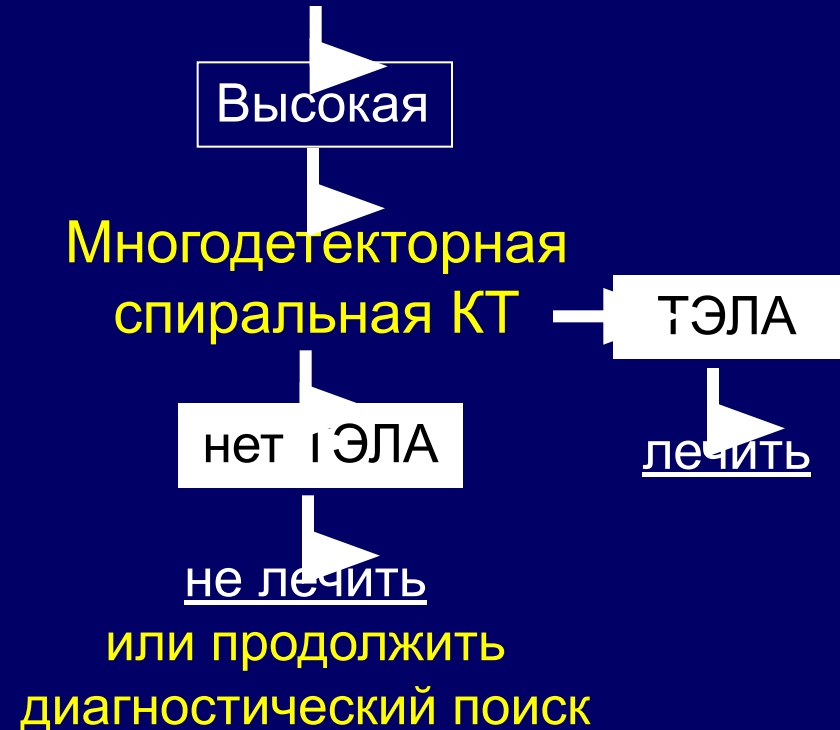 Высокая
Многодетекторная
спиральная КТ
ТЭЛА
нет ТЭЛА
лечить
не лечить
или продолжить
диагностический поиск